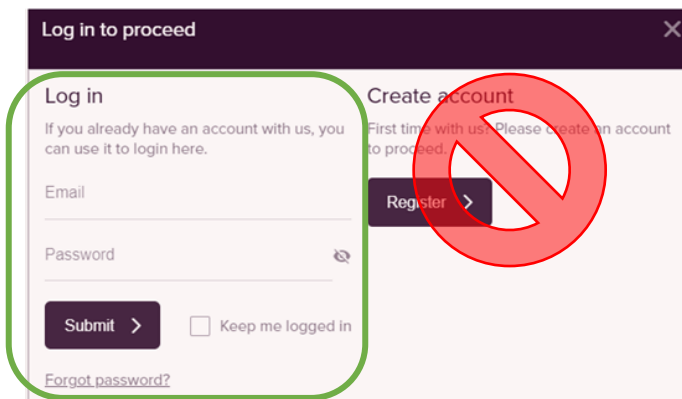 Log in to proceed
Log in
If you already have an account with us, you
can use it to login here.
Email
Password
Submit
Keep me logged in
Forgot password?
Create account
First time with us? Please create an account
to proceed.
Register